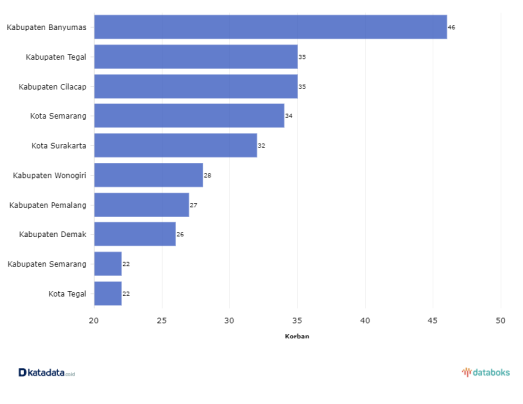 Kabupaten Banyumas 46
Kabupaten Tegal 35
Kabupaten Cilacap 35
Kota Semarang 34
Kota Surakarta 32
Kabupaten Wonogiri 28
Kabupaten Pemalang 27
Kabupaten Demak 26
Kabupaten Semarang 22
Kota Tegal 22
20 25 30 35 40 45 50
Korban
katadata.co.id databoks